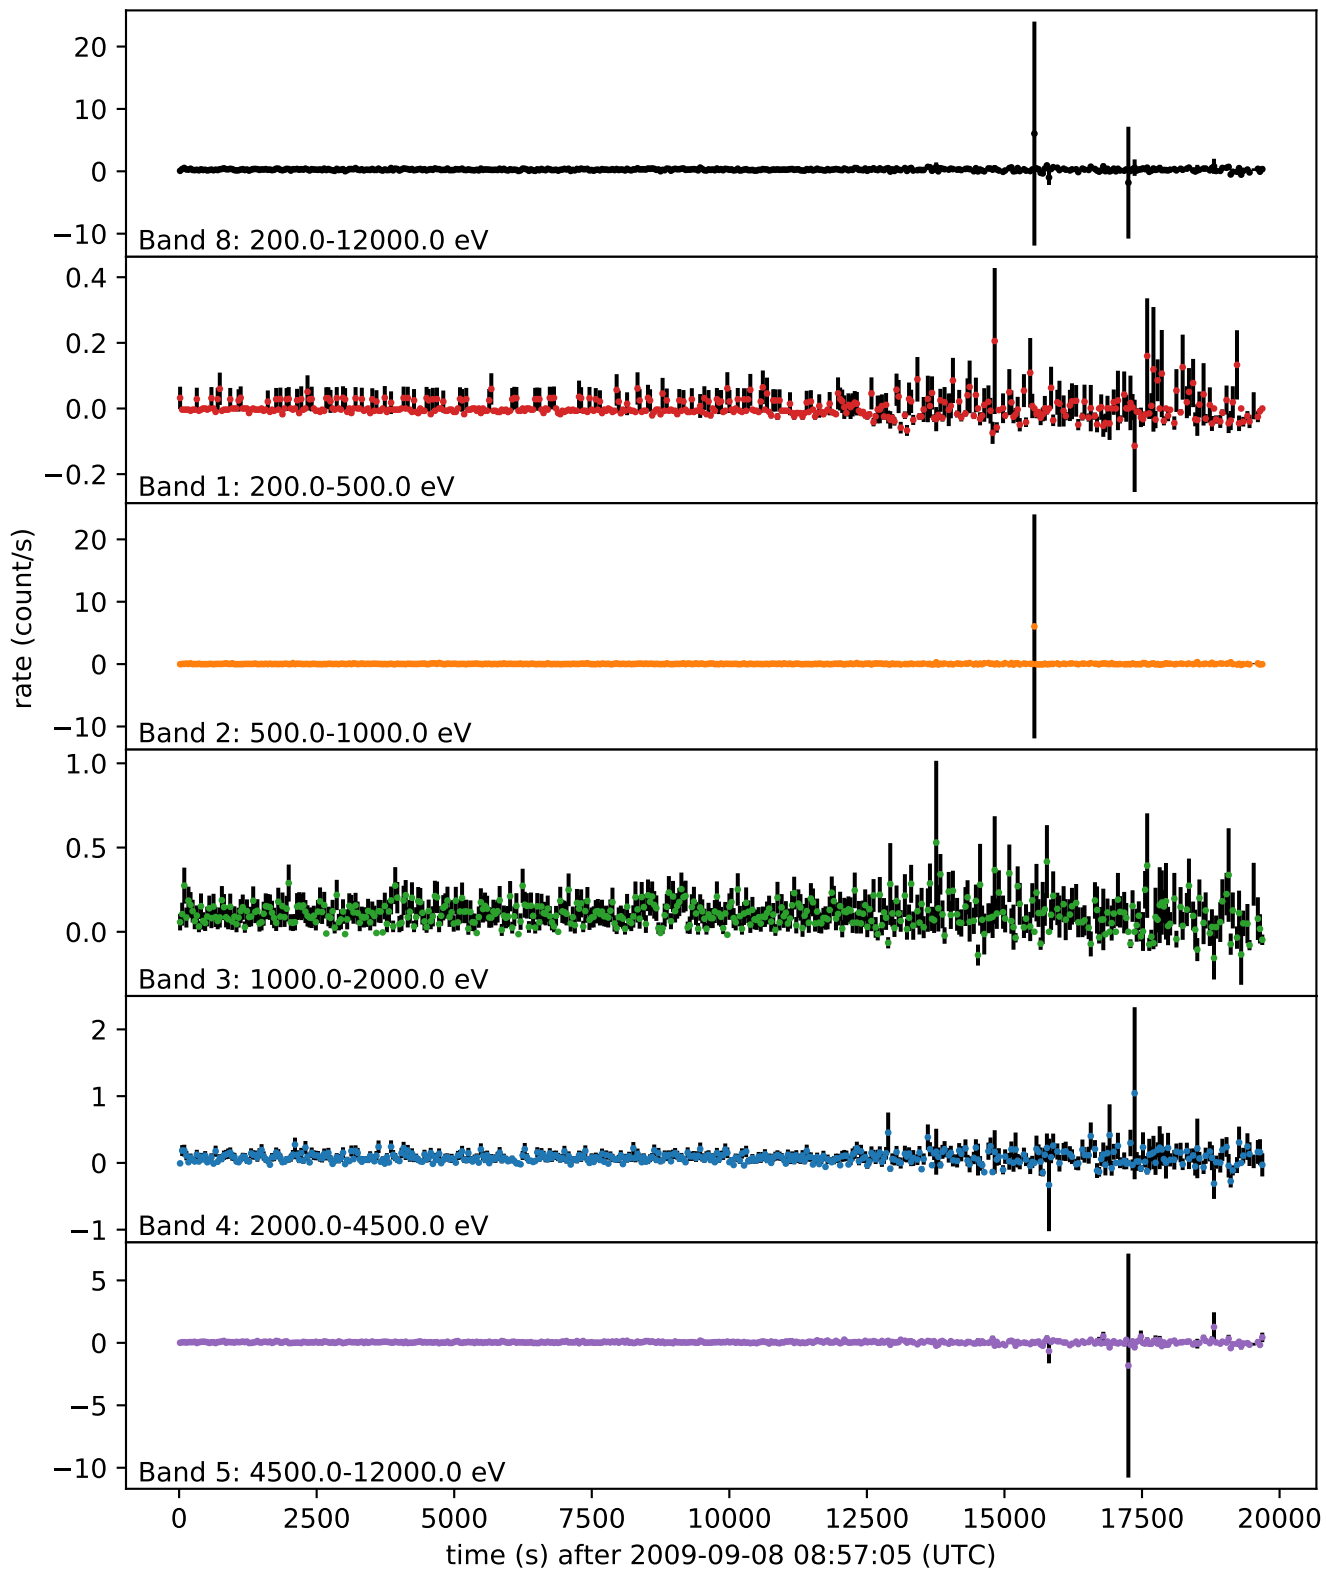 20
10
0
−10
Band 8: 200.0-12000.0 eV
0.4
0.2
0.0
−0.2
Band 1: 200.0-500.0 eV
20
10
0
−10
Band 2: 500.0-1000.0 eV
rate (count/s)
1.0
0.5
0.0
Band 3: 1000.0-2000.0 eV
2
1
0
−1
Band 4: 2000.0-4500.0 eV
5
0
−5
−10
Band 5: 4500.0-12000.0 eV
0 2500 5000 7500 10000 12500 15000 17500 20000
time (s) after 2009-09-08 08:57:05 (UTC)